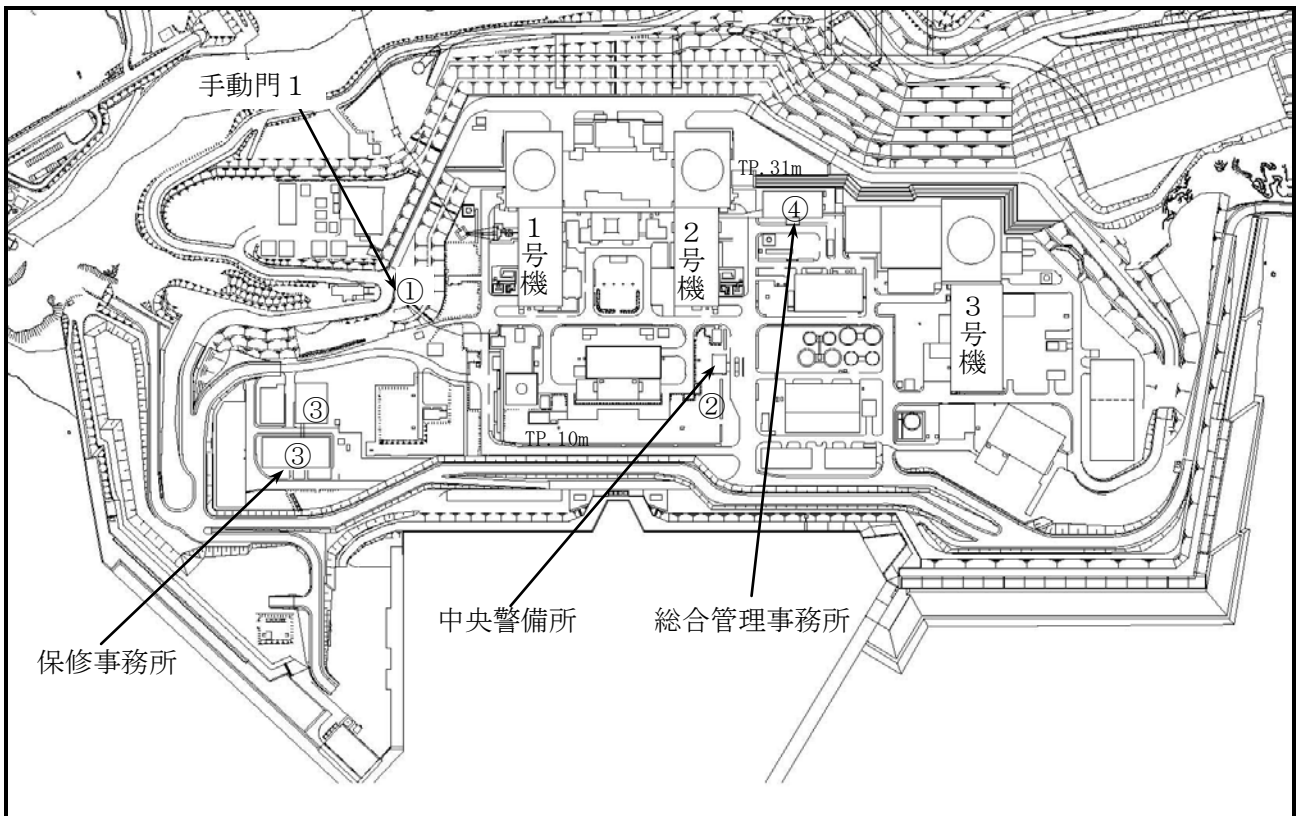 手動門１
TP.31m
④
1号機
2号機
①
3号機
③
②
TP.10m
③
中央警備所
総合管理事務所
保修事務所